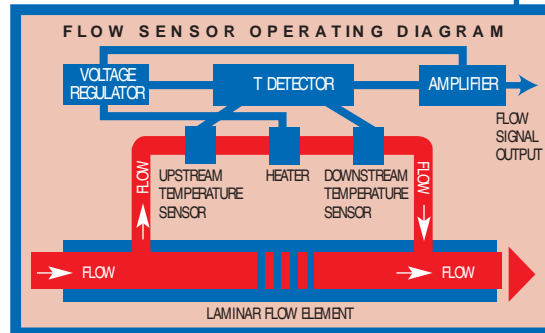 FLOW SENSOR OPERATING DIAGRAM
VOLTAGE
REGULATOR
T DETECTOR
AMPLIFIER
FLOW
SIGNAL
OUTPUT
UPSTREAM
TEMPERATURE
SENSOR
HEATER
DOWNSTREAM
TEMPERATURE
SENSOR
FLOW
FLOW
FLOW
FLOW
LAMINAR FLOW ELEMENT